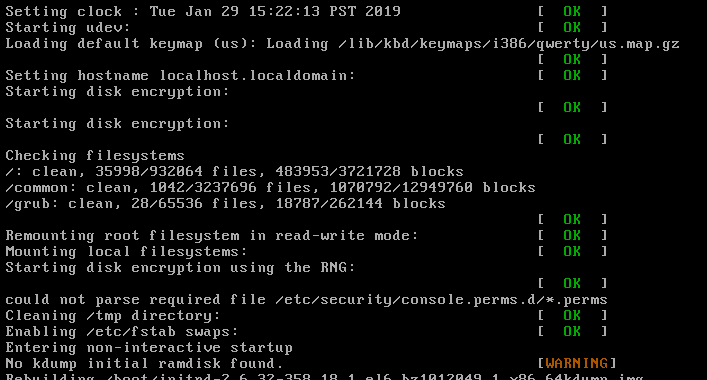 Setting clock : Tue Jan 29 15:22:13 PST 2019 [ OK ]
Starting udev: [ OK ]
Loading default keymap (us): Loading /lib/kbd/keymaps/i386/qwerty/us.map.gz
[ OK ]
Setting hostname localhost.localdomain: [ OK ]
Starting disk encryption:
[ OK ]
Starting disk encryption:
[ OK ]
Checking filesystems
/: clean, 35998/932064 files, 483953/3721728 blocks
/common: clean, 1042/3237696 files, 1070792/12949760 blocks
/grub: clean, 28/65536 files, 18787/262144 blocks
[ OK ]
Remounting root filesystem in read-write mode: [ OK ]
Mounting local filesystems: [ OK ]
Starting disk encryption using the RNG:
[ OK ]
could not parse required file /etc/security/console.perms.d/*.perms
Cleaning /tmp directory: [ OK ]
Enabling /etc/fstab swaps: [ OK ]
Entering non-interactive startup
No kdump initial ramdisk found. [WARNING]
Rebuilding /boot/initrd-2.6.32-358.18.1.el6.bz1012049.1.x86_64kdump.img